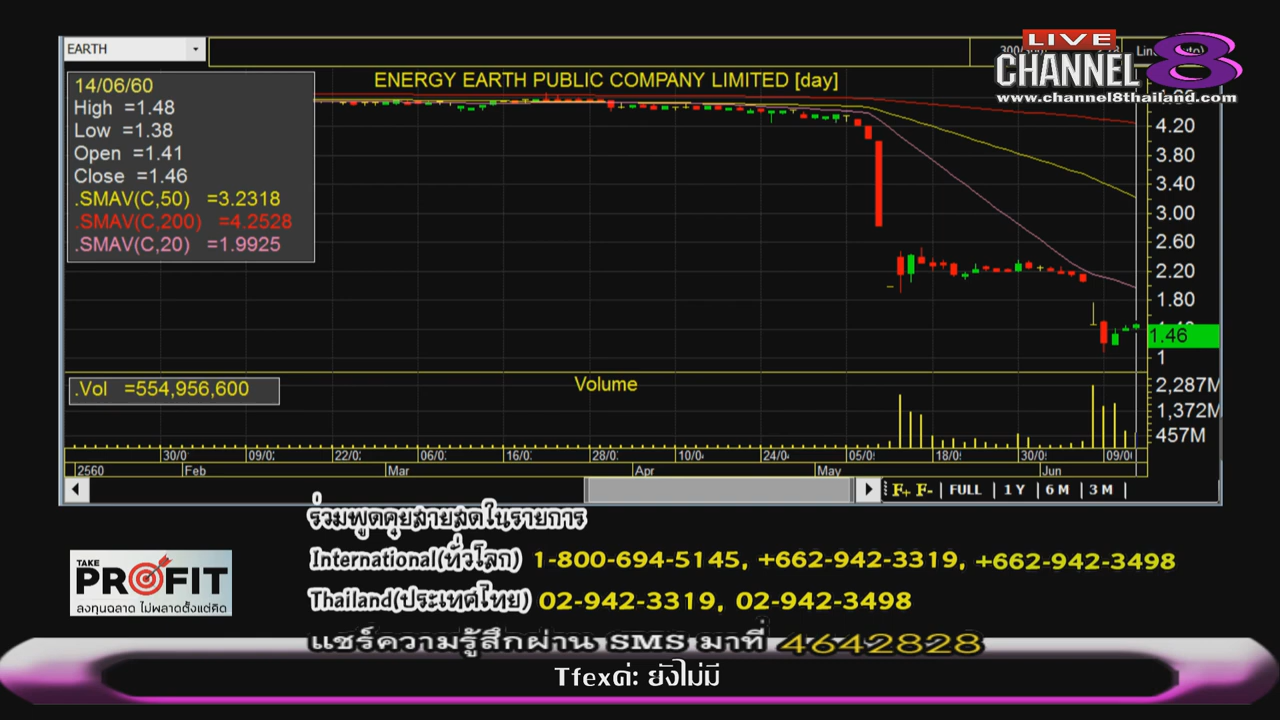 EARTH
LIVE
CHANNEL 8
www.channel8thailand.com
ENERGY EARTH PUBLIC COMPANY LIMITED [day]
14/06/60
High =1.48
Low =1.38
Open =1.41
Close =1.46
.SMAV(C,50) =3.2318
.SMAV(C,200) =4.2528
.SMAV(C,20) =1.9925
4.20
3.80
3.40
3.00
2.60
2.20
1.80
1.46
1
.Vol =554,956,600
Volume
2,287M
1,372M
457M
30/0 09/0 22/0 06/0 16/0 28/0 10/0 24/0 05/0 18/0 30/0 09/0
2560 Feb Mar Apr May Jun
F+ F- | FULL | 1 Y | 6 M | 3 M |
ร่วมพูดคุยสายสดในรายการ
International(ทั่วโลก) 1-800-694-5145, +662-942-3319, +662-942-3498
TAKE
PROFIT
ลงทุนฉลาด ไม่พลาดตั้งแต่คิด
Thailand(ประเทศไทย) 02-942-3319, 02-942-3498
แชร์ความรู้สึกผ่าน SMS มาที่ 4642828
Tfexค่: ยังไม่มี